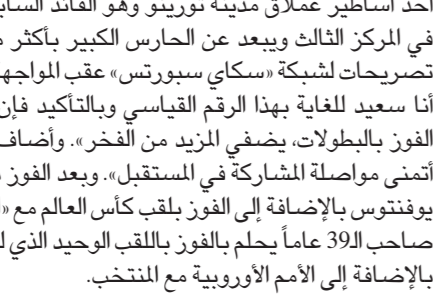 أحد أساطير عملاق مدينة تورينو وهو القائد
في المركز الثالث ويبعد عن الحارس الكبير بأكثر
تصريحات لشبكة «سكاي سبورتس» عقب
أنا سعيد للغاية بهذا الرقم القياسي وبالتأكيد فإن
الفوز بالبطولات، يضفي المزيد من الفخر». وأضاف
أتمنى مواصلة المشاركة في المستقبل». وبعد الفوز
يوفنتوس بالإضافة إلى الفوز بلقب كأس العالم مع «
صاحب الـ39 عاماً يحلم بالفوز باللقب الوحيد الذي
بالإضافة إلى الأمم الأوروبية مع المنتخب.